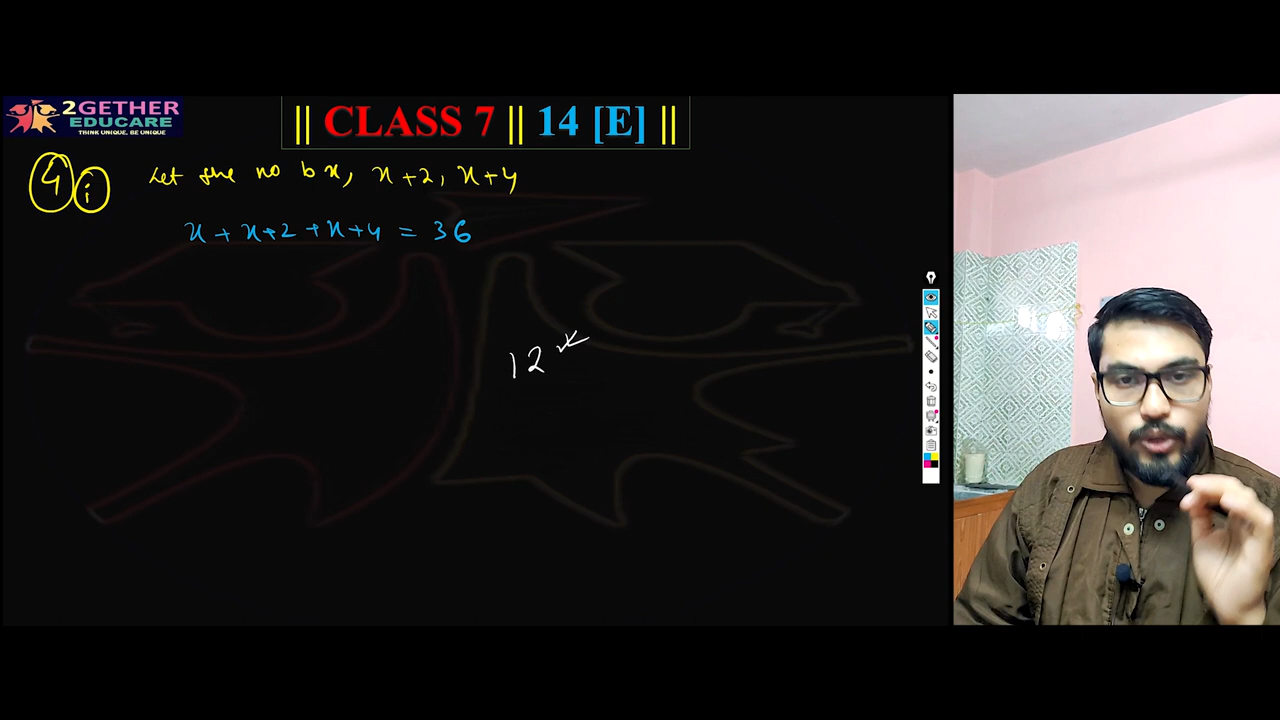 2GETHER
EDUCARE
THINK UNIQUE, BE UNIQUE
|| CLASS 7 || 14 [E] ||
4 i Let the no b x, x+2, x+4
x + x+2 + x+4 = 36
12